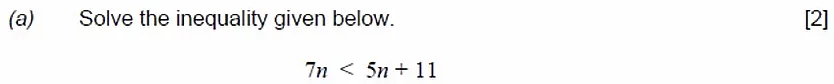 (a) Solve the inequality given below. [2]
7n < 5n + 11